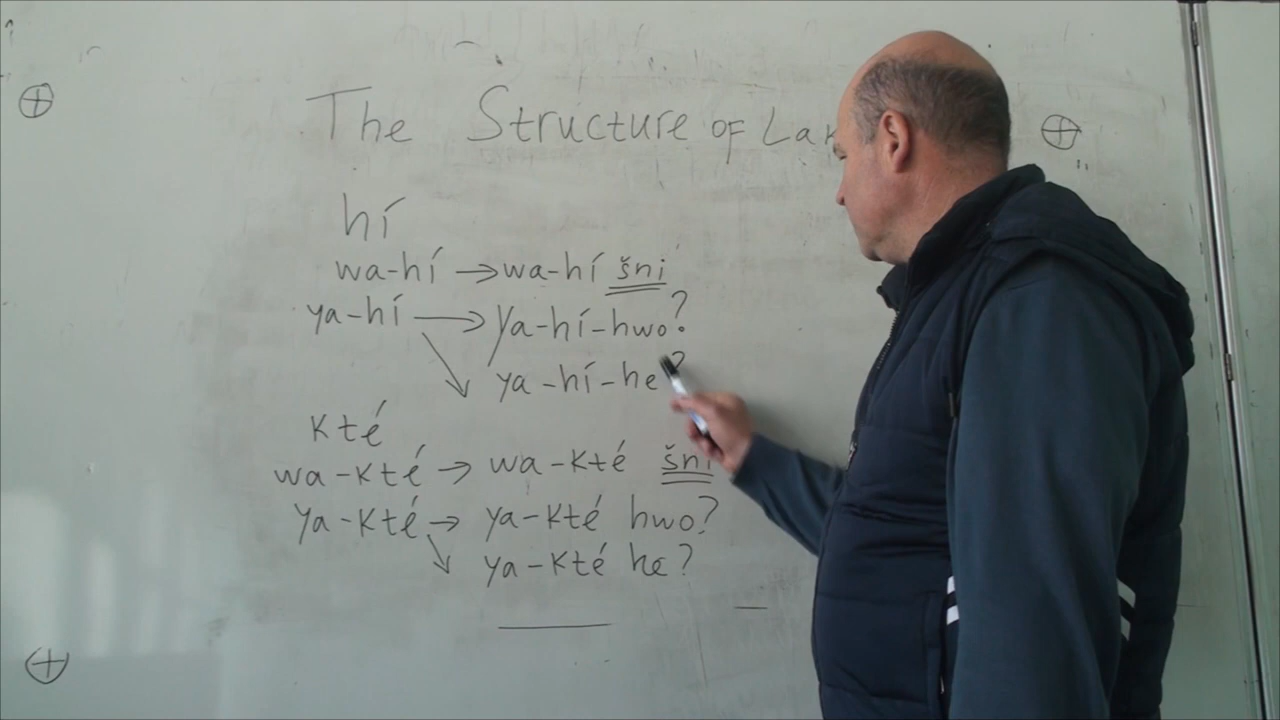 The Structure of Lak
hí
wa-hí → wa-hí šni
ya-hí → Ya-hí-hwo?
ya-hí-he?
kté
wa-kté → wa-kté šni
Ya-kté → ya-kté hwo?
ya-kté he?